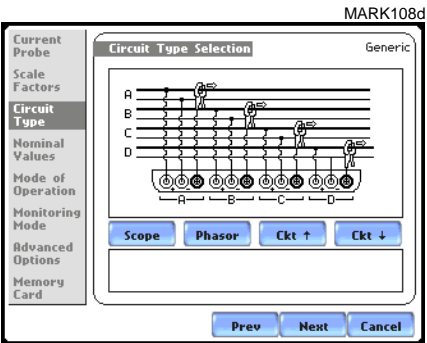 MARK108d
Current
Probe
Scale
Factors
Circuit
Type
Nominal
Values
Mode of
Operation
Monitoring
Mode
Advanced
Options
Memory
Card
Circuit Type Selection
Generic
A
B
C
D
A B C D
Scope Phasor Ckt ↑ Ckt ↓
Prev Next Cancel